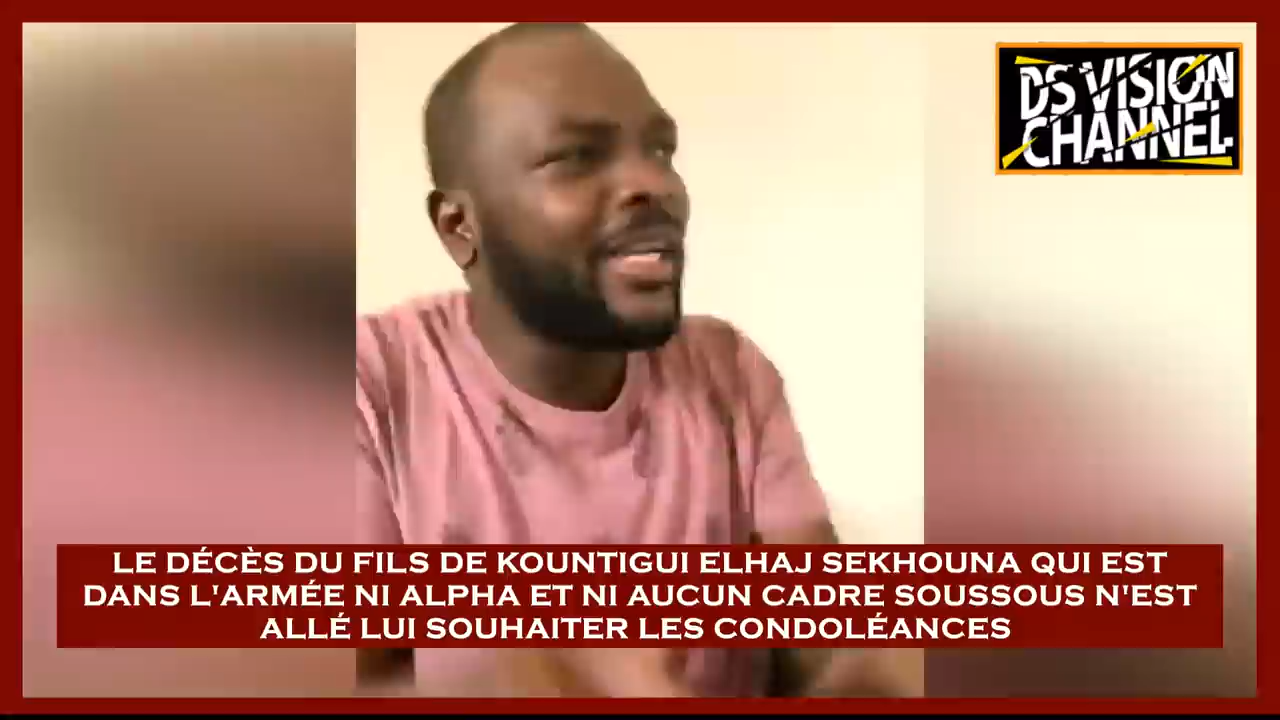 DS VISION
CHANNEL
LE DÉCÈS DU FILS DE KOUNTIGUI ELHAJ SEKHOUNA QUI EST
DANS L'ARMÉE NI ALPHA ET NI AUCUN CADRE SOUSSOUS N'EST
ALLÉ LUI SOUHAITER LES CONDOLÉANCES